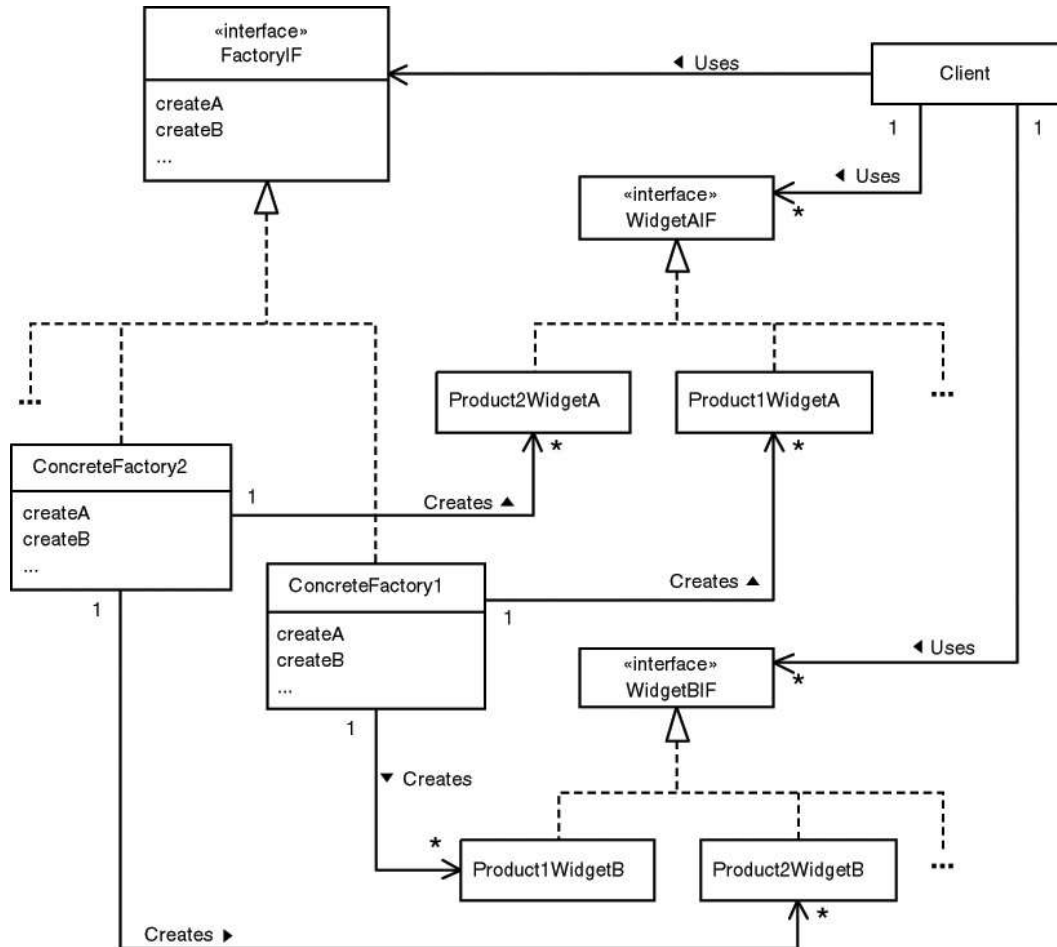 «interface»
FactoryIF
createA
createB
...
◄ Uses
Client
1
1
◄ Uses
«interface»
WidgetAIF
*
Product2WidgetA
Product1WidgetA
...
...
*
*
ConcreteFactory2
createA
createB
...
1
Creates ▲
1
ConcreteFactory1
createA
createB
...
1
Creates ▲
1
◄ Uses
«interface»
WidgetBIF
*
▼ Creates
*
Product1WidgetB
Product2WidgetB
...
*
Creates ►